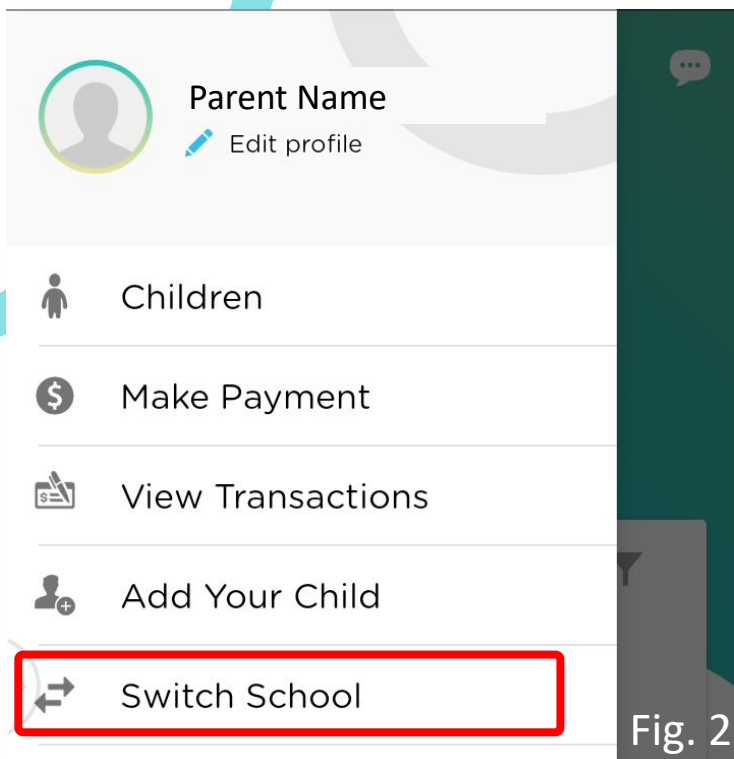 Parent Name
Edit profile
Children
$
Make Payment
View Transactions
Add Your Child
Switch School
Fig. 2